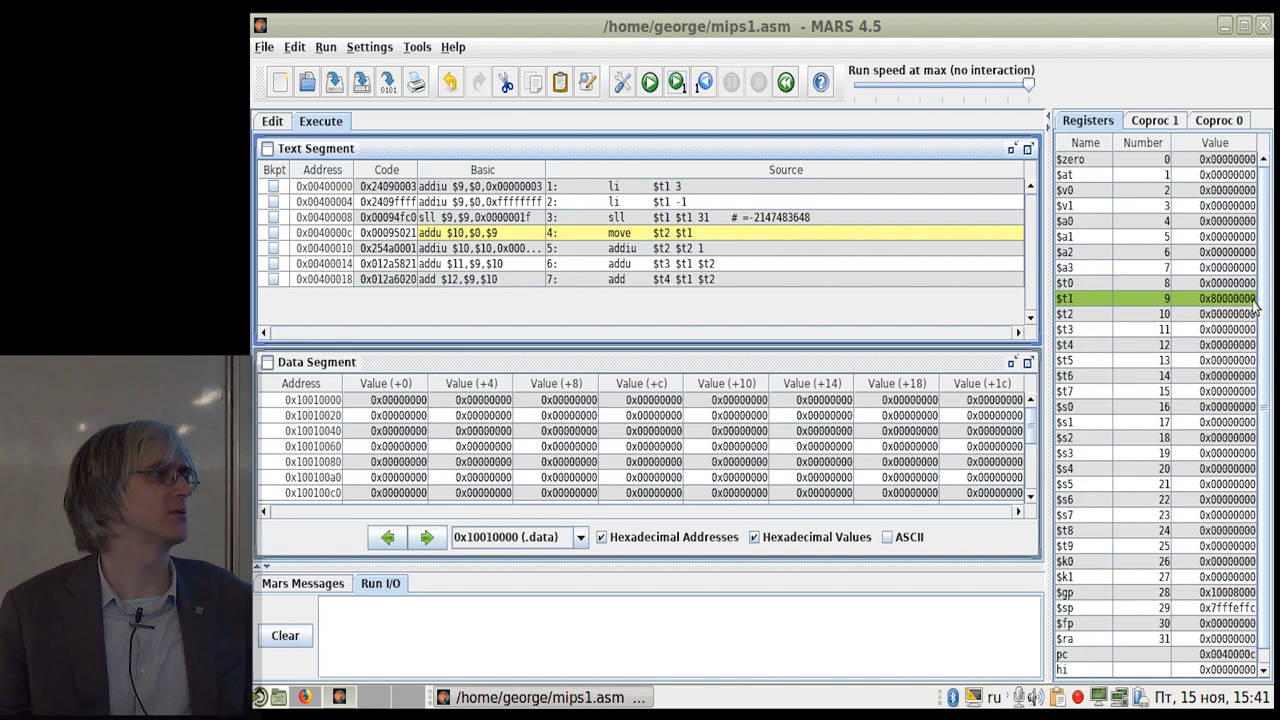 /home/george/mips1.asm - MARS 4.5
File Edit Run Settings Tools Help
Run speed at max (no interaction)
Edit Execute
Text Segment
Bkpt Address Code Basic Source
0x00400000 0x24090003 addiu $9,$0,0x00000003 1: li $t1 3
0x00400004 0x2409ffff addiu $9,$0,0xffffffff 2: li $t1 -1
0x00400008 0x00094fc0 sll $9,$9,0x0000001f 3: sll $t1 $t1 31 # =-2147483648
0x0040000c 0x00095021 addu $10,$0,$9 4: move $t2 $t1
0x00400010 0x254a0001 addiu $10,$10,0x000... 5: addiu $t2 $t2 1
0x00400014 0x012a5821 addu $11,$9,$10 6: addu $t3 $t1 $t2
0x00400018 0x012a6020 add $12,$9,$10 7: add $t4 $t1 $t2
Data Segment
Address Value (+0) Value (+4) Value (+8) Value (+c) Value (+10) Value (+14) Value (+18) Value (+1c)
0x10010000 0x00000000 0x00000000 0x00000000 0x00000000 0x00000000 0x00000000 0x00000000 0x00000000
0x10010020 0x00000000 0x00000000 0x00000000 0x00000000 0x00000000 0x00000000 0x00000000 0x00000000
0x10010040 0x00000000 0x00000000 0x00000000 0x00000000 0x00000000 0x00000000 0x00000000 0x00000000
0x10010060 0x00000000 0x00000000 0x00000000 0x00000000 0x00000000 0x00000000 0x00000000 0x00000000
0x10010080 0x00000000 0x00000000 0x00000000 0x00000000 0x00000000 0x00000000 0x00000000 0x00000000
0x100100a0 0x00000000 0x00000000 0x00000000 0x00000000 0x00000000 0x00000000 0x00000000 0x00000000
0x100100c0 0x00000000 0x00000000 0x00000000 0x00000000 0x00000000 0x00000000 0x00000000 0x00000000
0x10010000 (.data) Hexadecimal Addresses Hexadecimal Values ASCII
Mars Messages Run I/O
Clear
Registers Coproc 1 Coproc 0
Name Number Value
$zero 0 0x00000000
$at 1 0x00000000
$v0 2 0x00000000
$v1 3 0x00000000
$a0 4 0x00000000
$a1 5 0x00000000
$a2 6 0x00000000
$a3 7 0x00000000
$t0 8 0x00000000
$t1 9 0x80000000
$t2 10 0x00000000
$t3 11 0x00000000
$t4 12 0x00000000
$t5 13 0x00000000
$t6 14 0x00000000
$t7 15 0x00000000
$s0 16 0x00000000
$s1 17 0x00000000
$s2 18 0x00000000
$s3 19 0x00000000
$s4 20 0x00000000
$s5 21 0x00000000
$s6 22 0x00000000
$s7 23 0x00000000
$t8 24 0x00000000
$t9 25 0x00000000
$k0 26 0x00000000
$k1 27 0x00000000
$gp 28 0x10008000
$sp 29 0x7fffeffc
$fp 30 0x00000000
$ra 31 0x00000000
pc 0x0040000c
hi 0x00000000
/home/george/mips1.asm ... ru Пт, 15 ноя, 15:41